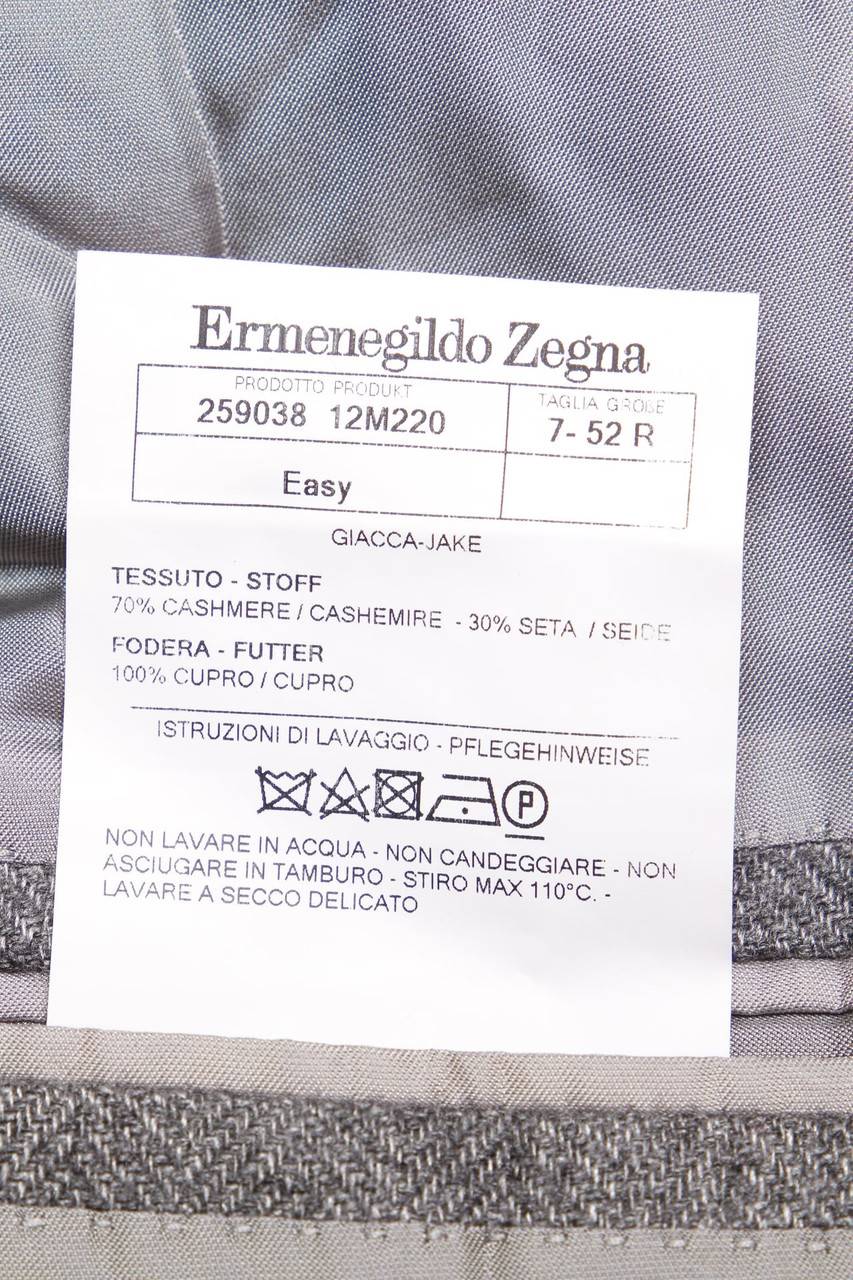 Ermenegildo Zegna
PRODOTTO PRODUKT
259038 12M220
TAGLIA GRÖßE
7- 52 R
Easy
GIACCA-JAKE
TESSUTO - STOFF
70% CASHMERE / CASHEMIRE - 30% SETA / SEIDE
FODERA - FUTTER
100% CUPRO / CUPRO
ISTRUZIONI DI LAVAGGIO - PFLEGEHINWEISE
P
NON LAVARE IN ACQUA - NON CANDEGGIARE - NON
ASCIUGARE IN TAMBURO - STIRO MAX 110°C. -
LAVARE A SECCO DELICATO